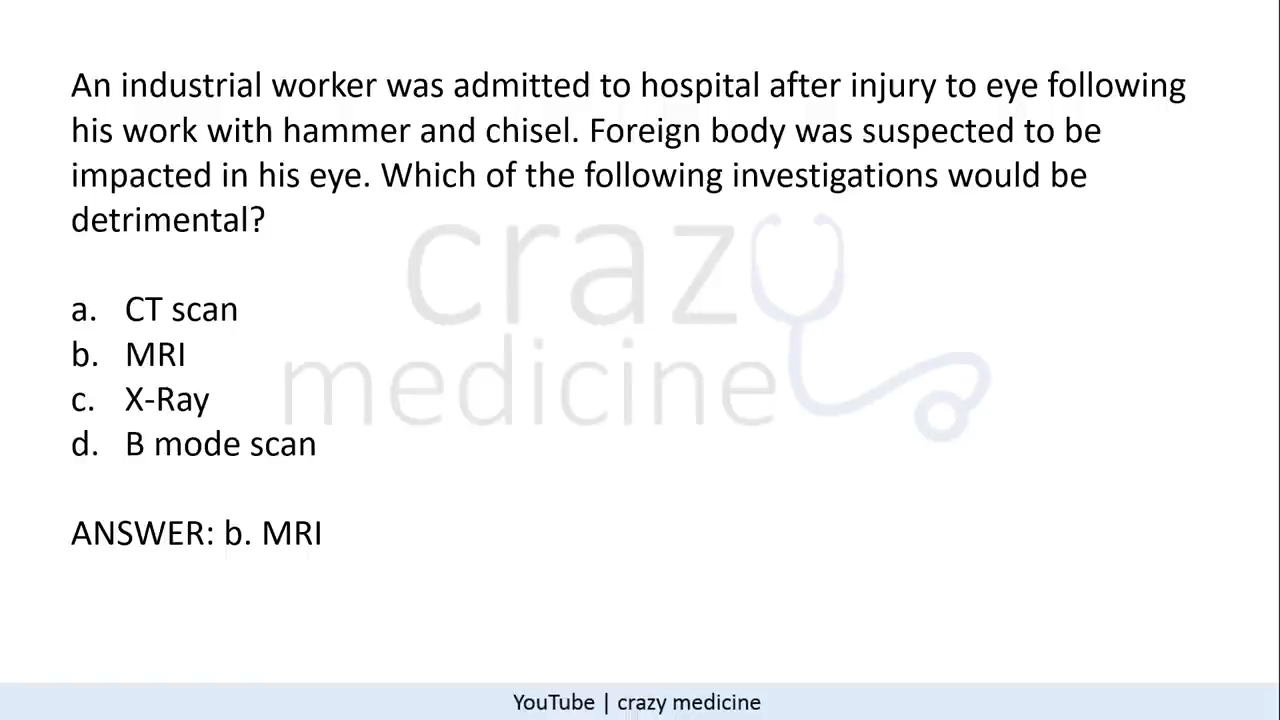 An industrial worker was admitted to hospital after injury to eye following
his work with hammer and chisel. Foreign body was suspected to be
impacted in his eye. Which of the following investigations would be
detrimental?
crazy
medicine
a. CT scan
b. MRI
c. X-Ray
d. B mode scan
ANSWER: b. MRI
YouTube | crazy medicine